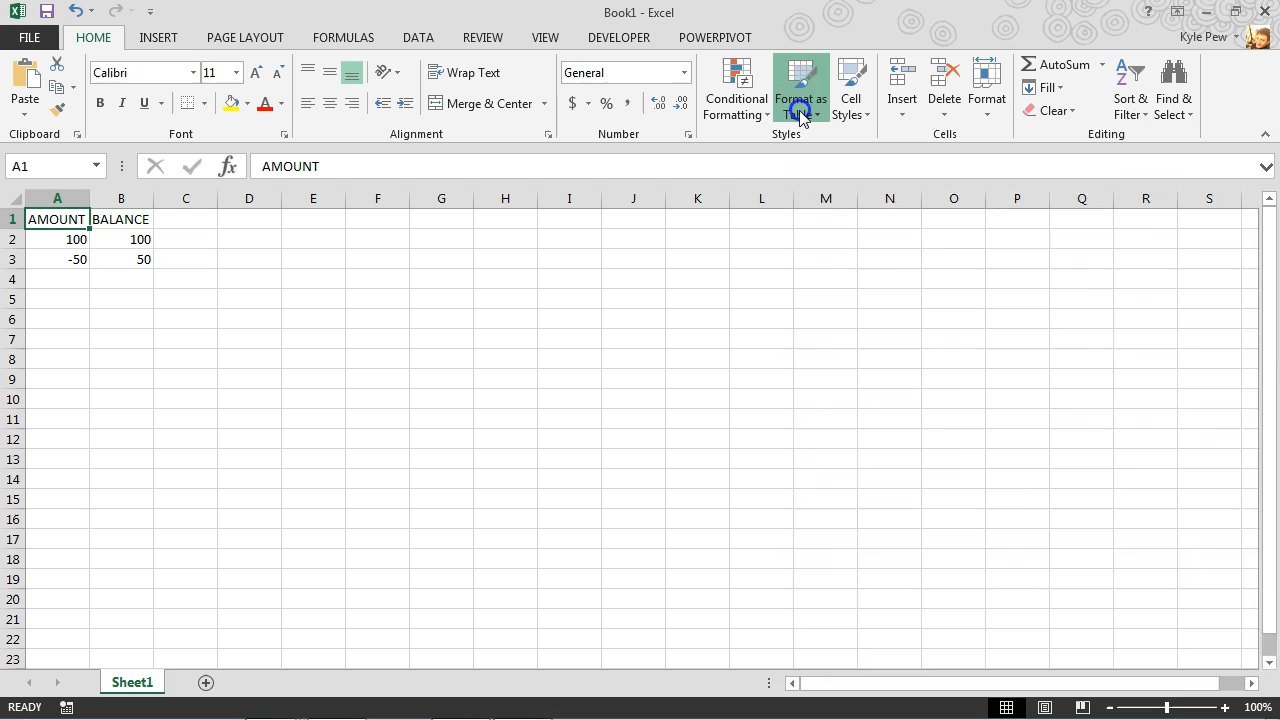 Book1 - Excel
FILE HOME INSERT PAGE LAYOUT FORMULAS DATA REVIEW VIEW DEVELOPER POWERPIVOT Kyle Pew
Paste
Clipboard
Calibri 11
B I U
Font
Wrap Text
Merge & Center
Alignment
General
$ % ,
Number
Conditional Formatting
Format as Table
Cell Styles
Styles
Insert Delete Format
Cells
AutoSum
Fill
Clear
Sort & Filter
Find & Select
Editing
A1 fx AMOUNT
A B C D E F G H I J K L M N O P Q R S
1 AMOUNT BALANCE
2 100 100
3 -50 50
4
5
6
7
8
9
10
11
12
13
14
15
16
17
18
19
20
21
22
23
Sheet1
READY 100%